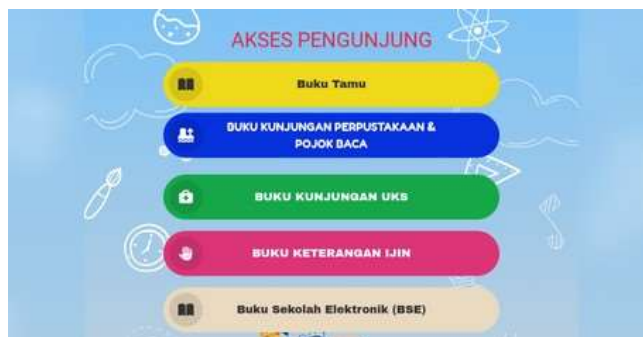 AKSES PENGUNJUNG
Buku Tamu
BUKU KUNJUNGAN PERPUSTAKAAN &
POJOK BACA
BUKU KUNJUNGAN UKS
BUKU KETERANGAN IJIN
Buku Sekolah Elektronik (BSE)